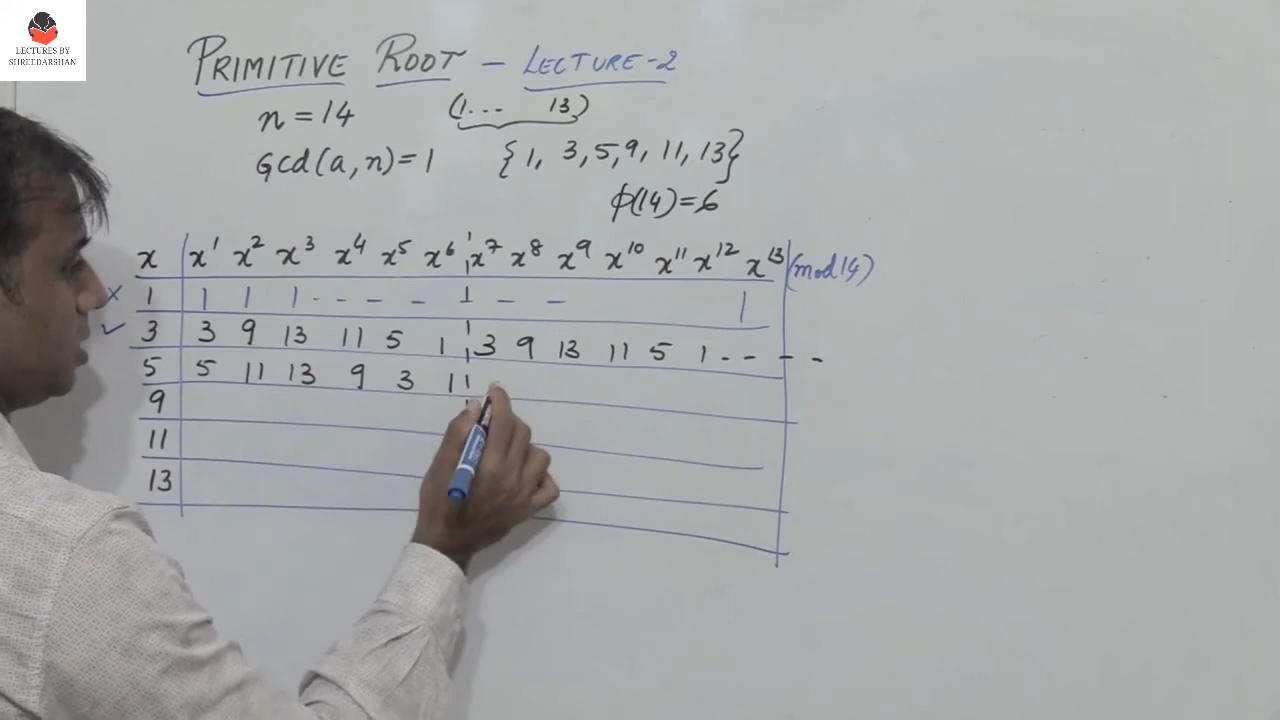 LECTURES BY
SHREEDARSHAN
PRIMITIVE ROOT - LECTURE-2
n = 14 (1... 13)
Gcd(a, n) = 1 {1, 3, 5, 9, 11, 13}
φ(14) = 6
x x¹ x² x³ x⁴ x⁵ x⁶ x⁷ x⁸ x⁹ x¹⁰ x¹¹ x¹² x¹³ (mod 14)
× 1 1 1 1 - - - - - 1 - - 1
✓ 3 3 9 13 11 5 1 3 9 13 11 5 1 - - - -
5 5 11 13 9 3 1
9
11
13